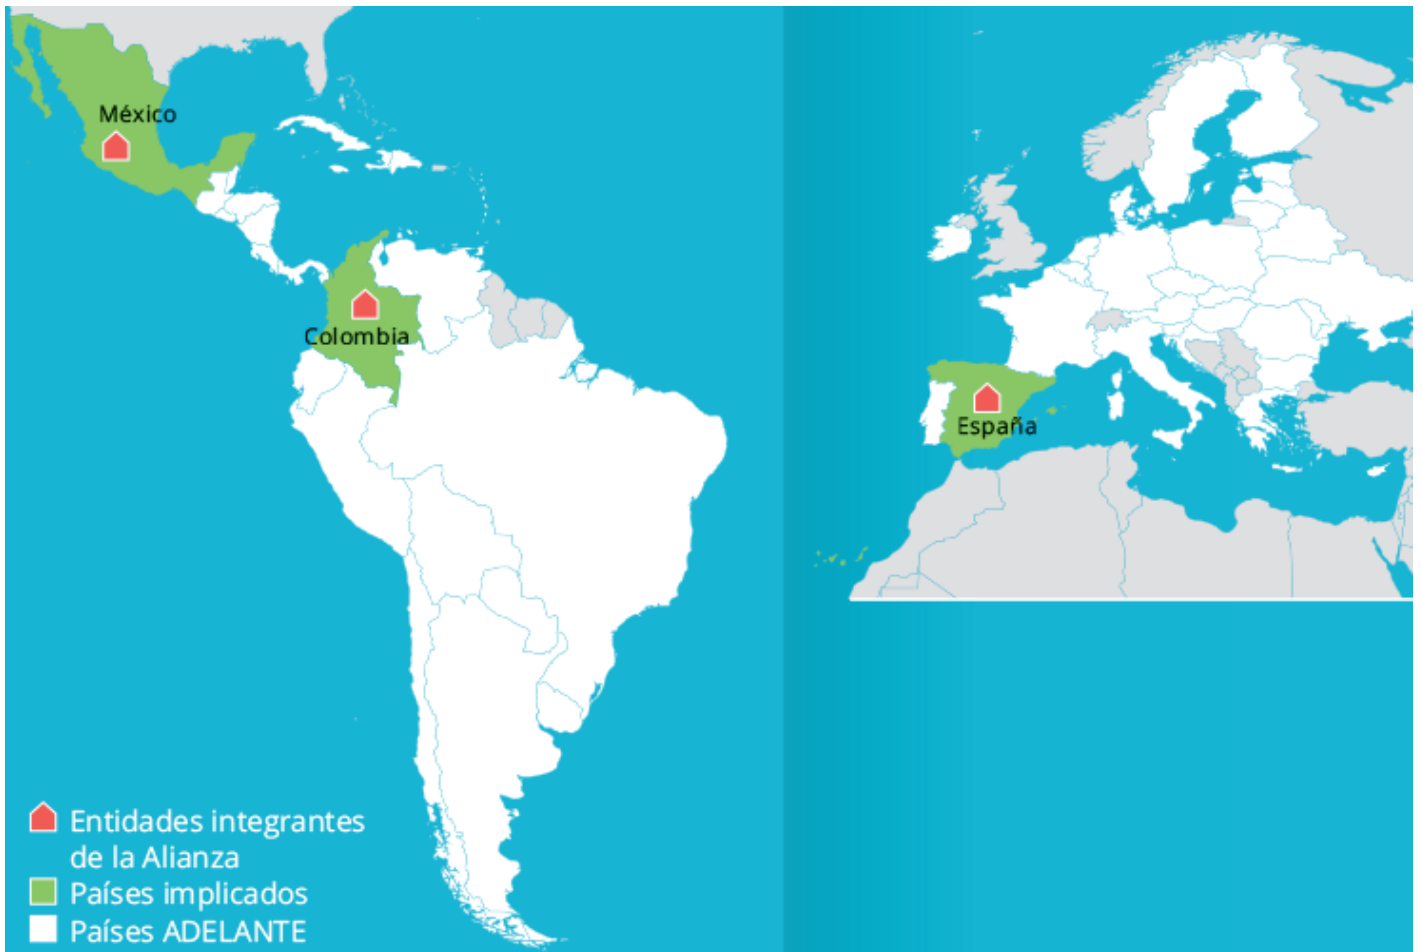 México
Colombia
España
Entidades integrantes
de la Alianza
Países implicados
Países ADELANTE